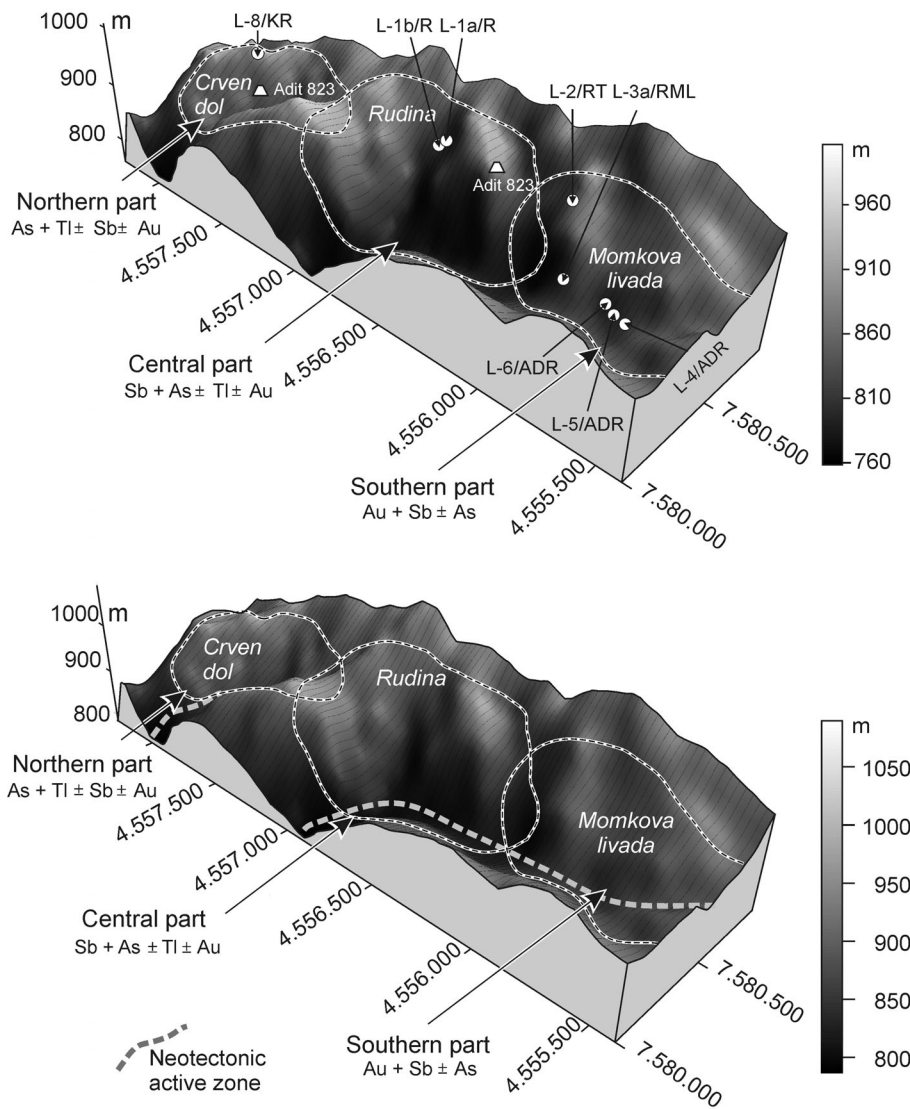 1000 m
900
800
L-8/KR
L-1b/R L-1a/R
L-2/RT L-3a/RML
Crven
dol
Adit 823
Rudina
Adit 823
Momkova
livada
Northern part
As + Tl ± Sb ± Au
Central part
Sb + As ± Tl ± Au
Southern part
Au + Sb ± As
L-6/ADR
L-5/ADR
L-4/ADR
4.557.500
4.557.000
4.556.500
4.556.000
4.555.500
7.580.000
7.580.500
m
960
910
860
810
760
1000 m
900
800
Crven
dol
Rudina
Momkova
livada
Northern part
As + Tl ± Sb ± Au
Central part
Sb + As ± Tl ± Au
Southern part
Au + Sb ± As
4.557.500
4.557.000
4.556.500
4.556.000
4.555.500
7.580.000
7.580.500
m
1050
1000
950
900
850
800
Neotectonic
active zone